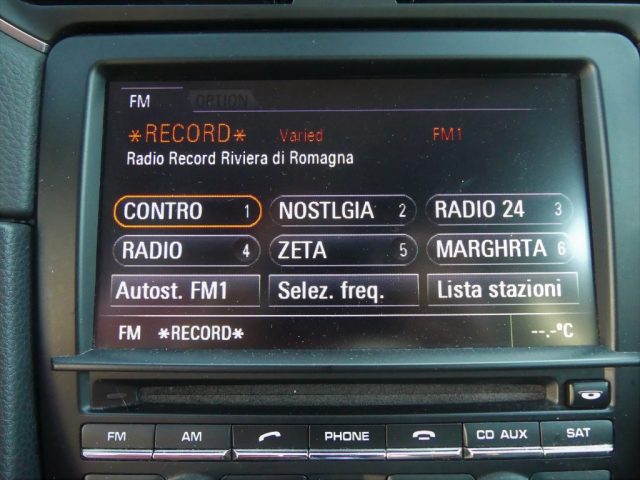 FM OPTION
*RECORD* Varied FM1
Radio Record Riviera di Romagna
CONTRO 1 NOSTLGIA 2 RADIO 24 3
RADIO 4 ZETA 5 MARGHRTA 6
Autost. FM1 Selez. freq. Lista stazioni
FM *RECORD* --.-°C
FM AM PHONE CD AUX SAT